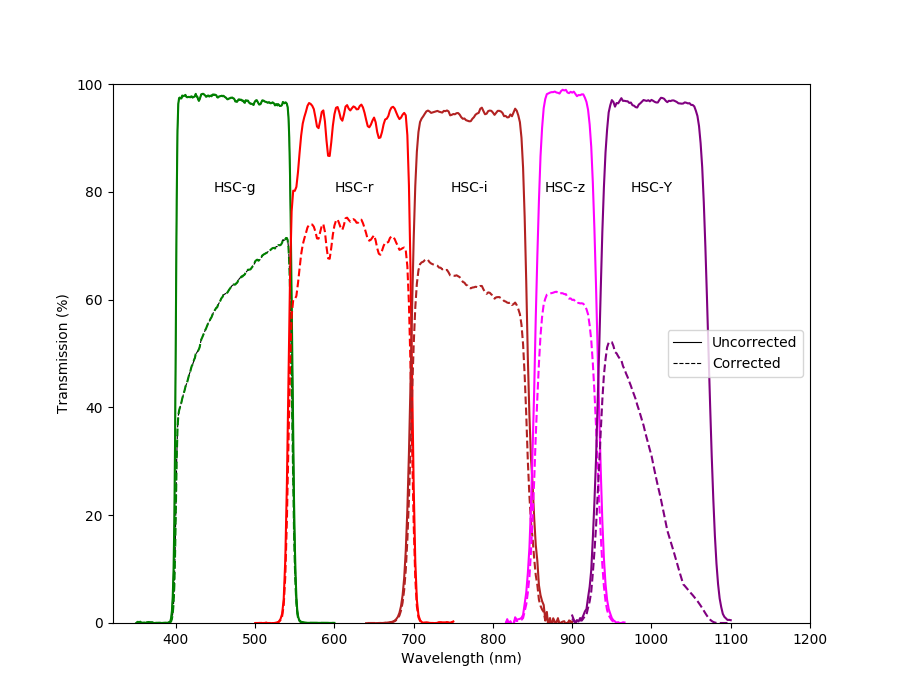 100
80
60
40
20
0
Transmission (%)
HSC-g
HSC-r
HSC-i
HSC-z
HSC-Y
Uncorrected
Corrected
400
500
600
700
800
900
1000
1100
1200
Wavelength (nm)